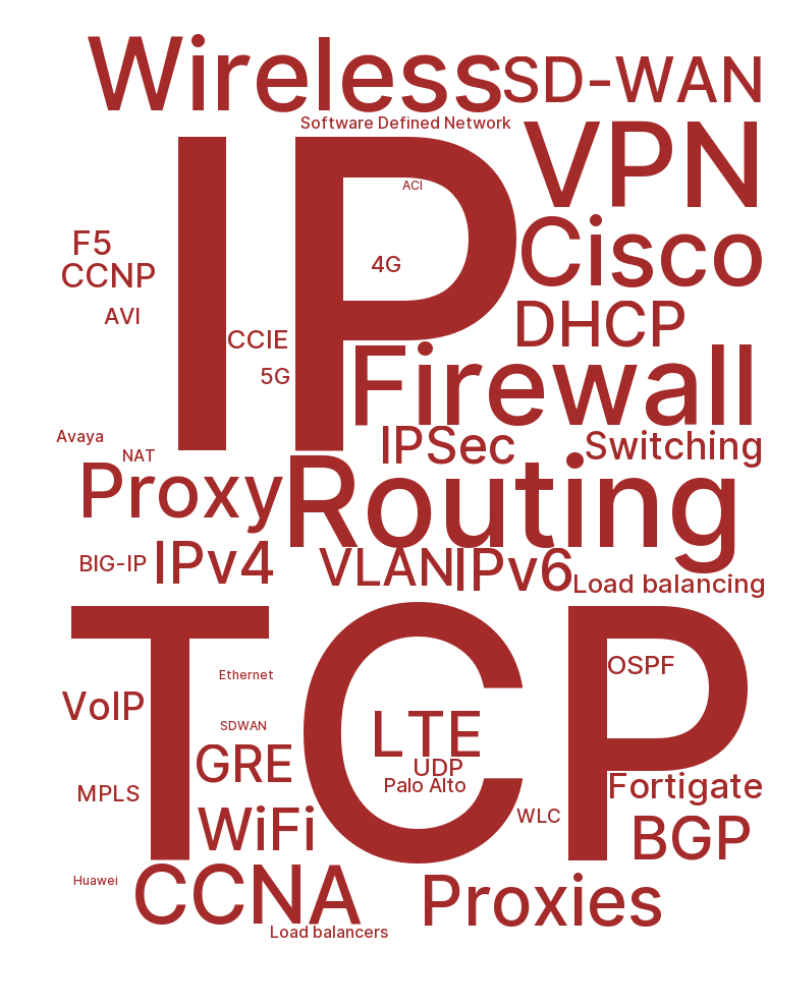 Wireless
SD-WAN
Software Defined Network
VPN
IP
ACI
F5
Cisco
4G
CCNP
DHCP
AVI
CCIE
Firewall
5G
Avaya
IPSec
Switching
NAT
Proxy
Routing
BIG-IP
IPv4
VLAN
IPv6
Load balancing
TCP
OSPF
Ethernet
VoIP
SDWAN
LTE
GRE
UDP
Palo Alto
Fortigate
MPLS
WiFi
WLC
BGP
Huawei
CCNA
Proxies
Load balancers